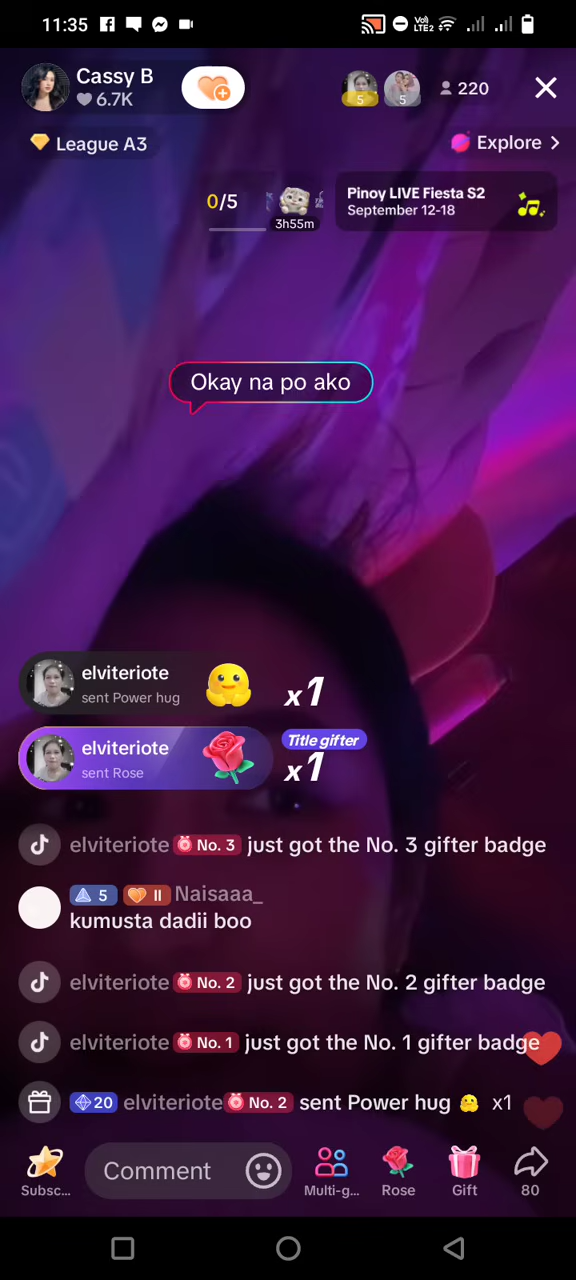 11:35
Vo))
LTE2
Cassy B
6.7K
5
5
220
League A3
Explore >
0/5
3h55m
Pinoy LIVE Fiesta S2
September 12-18
Okay na po ako
elviteriote
sent Power hug
x1
elviteriote
sent Rose
Title gifter
x1
elviteriote No. 3 just got the No. 3 gifter badge
5 II Naisaaa_
kumusta dadii boo
elviteriote No. 2 just got the No. 2 gifter badge
elviteriote No. 1 just got the No. 1 gifter badge
20 elviteriote No. 2 sent Power hug x1
Subsc...
Comment
Multi-g...
Rose
Gift
80